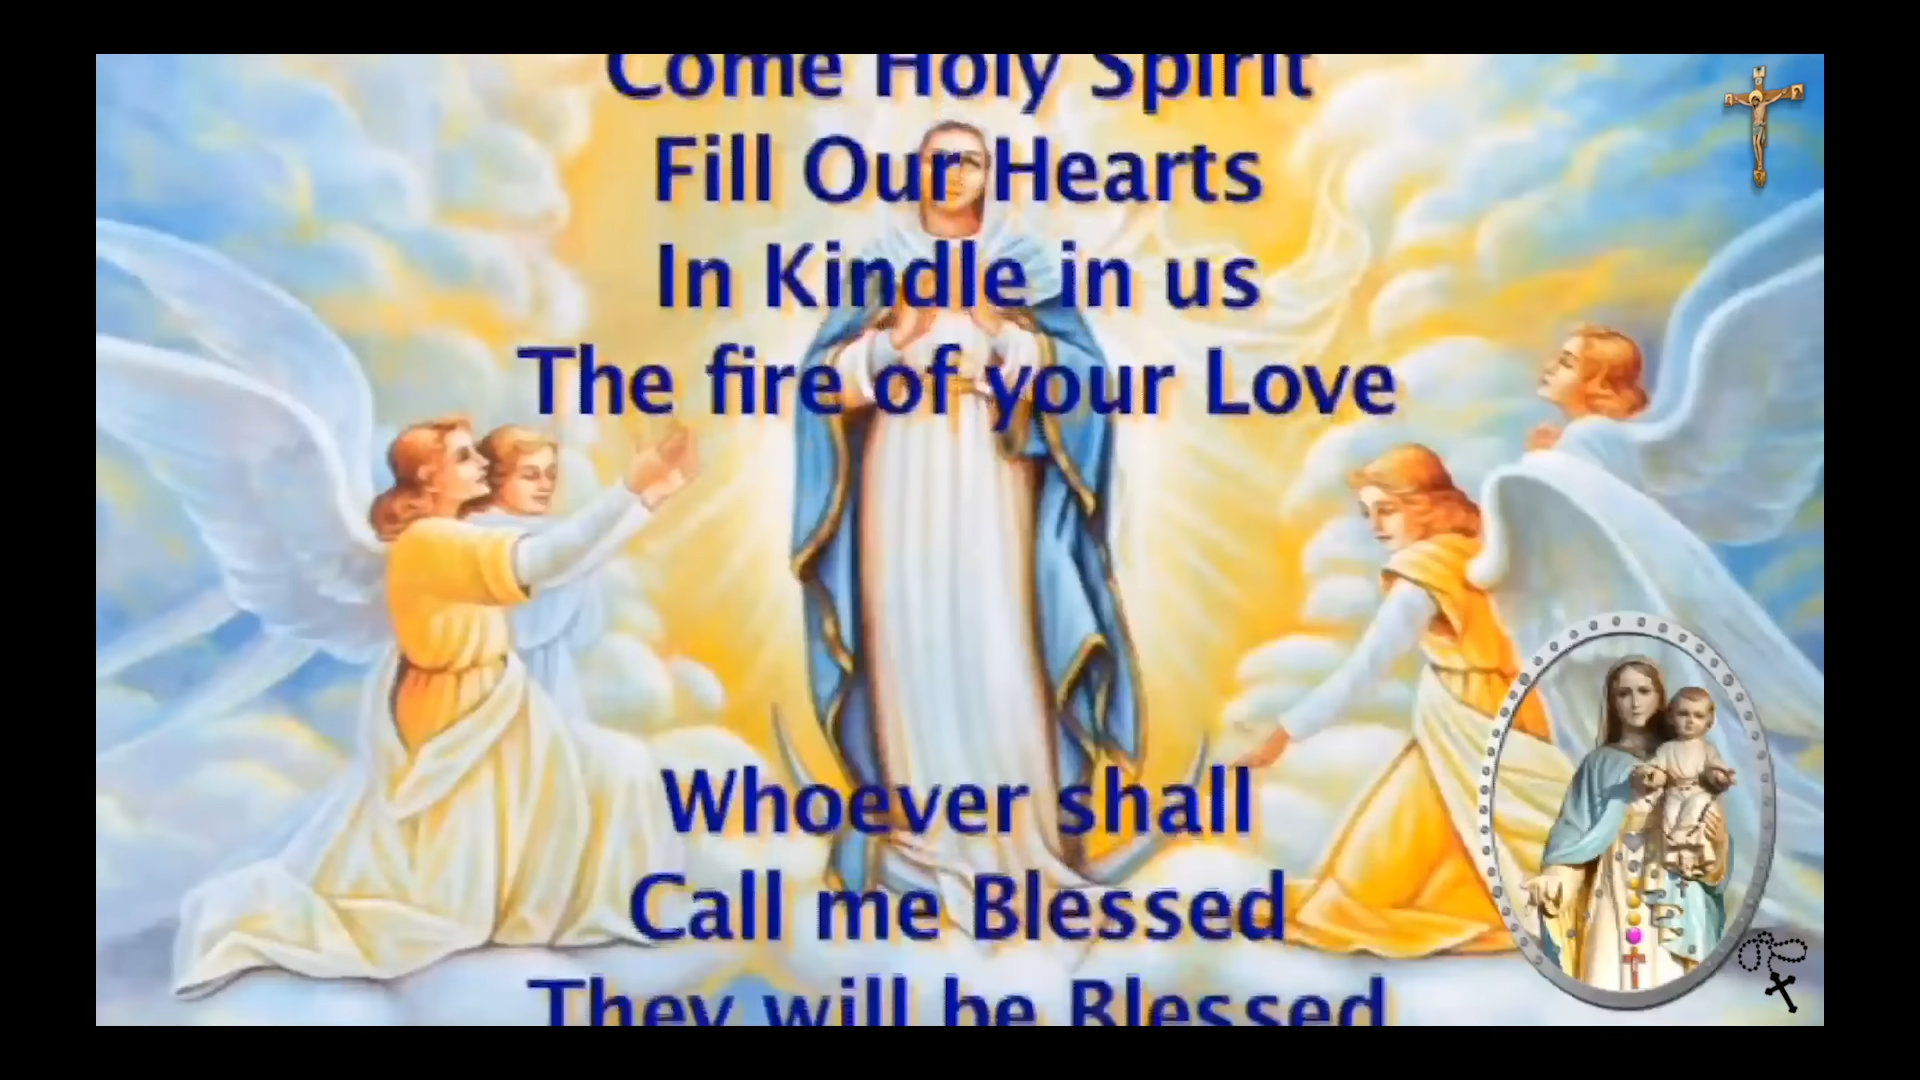 Come Holy Spirit
Fill Our Hearts
In Kindle in us
The fire of your Love
Whoever shall
Call me Blessed
They will be Blessed